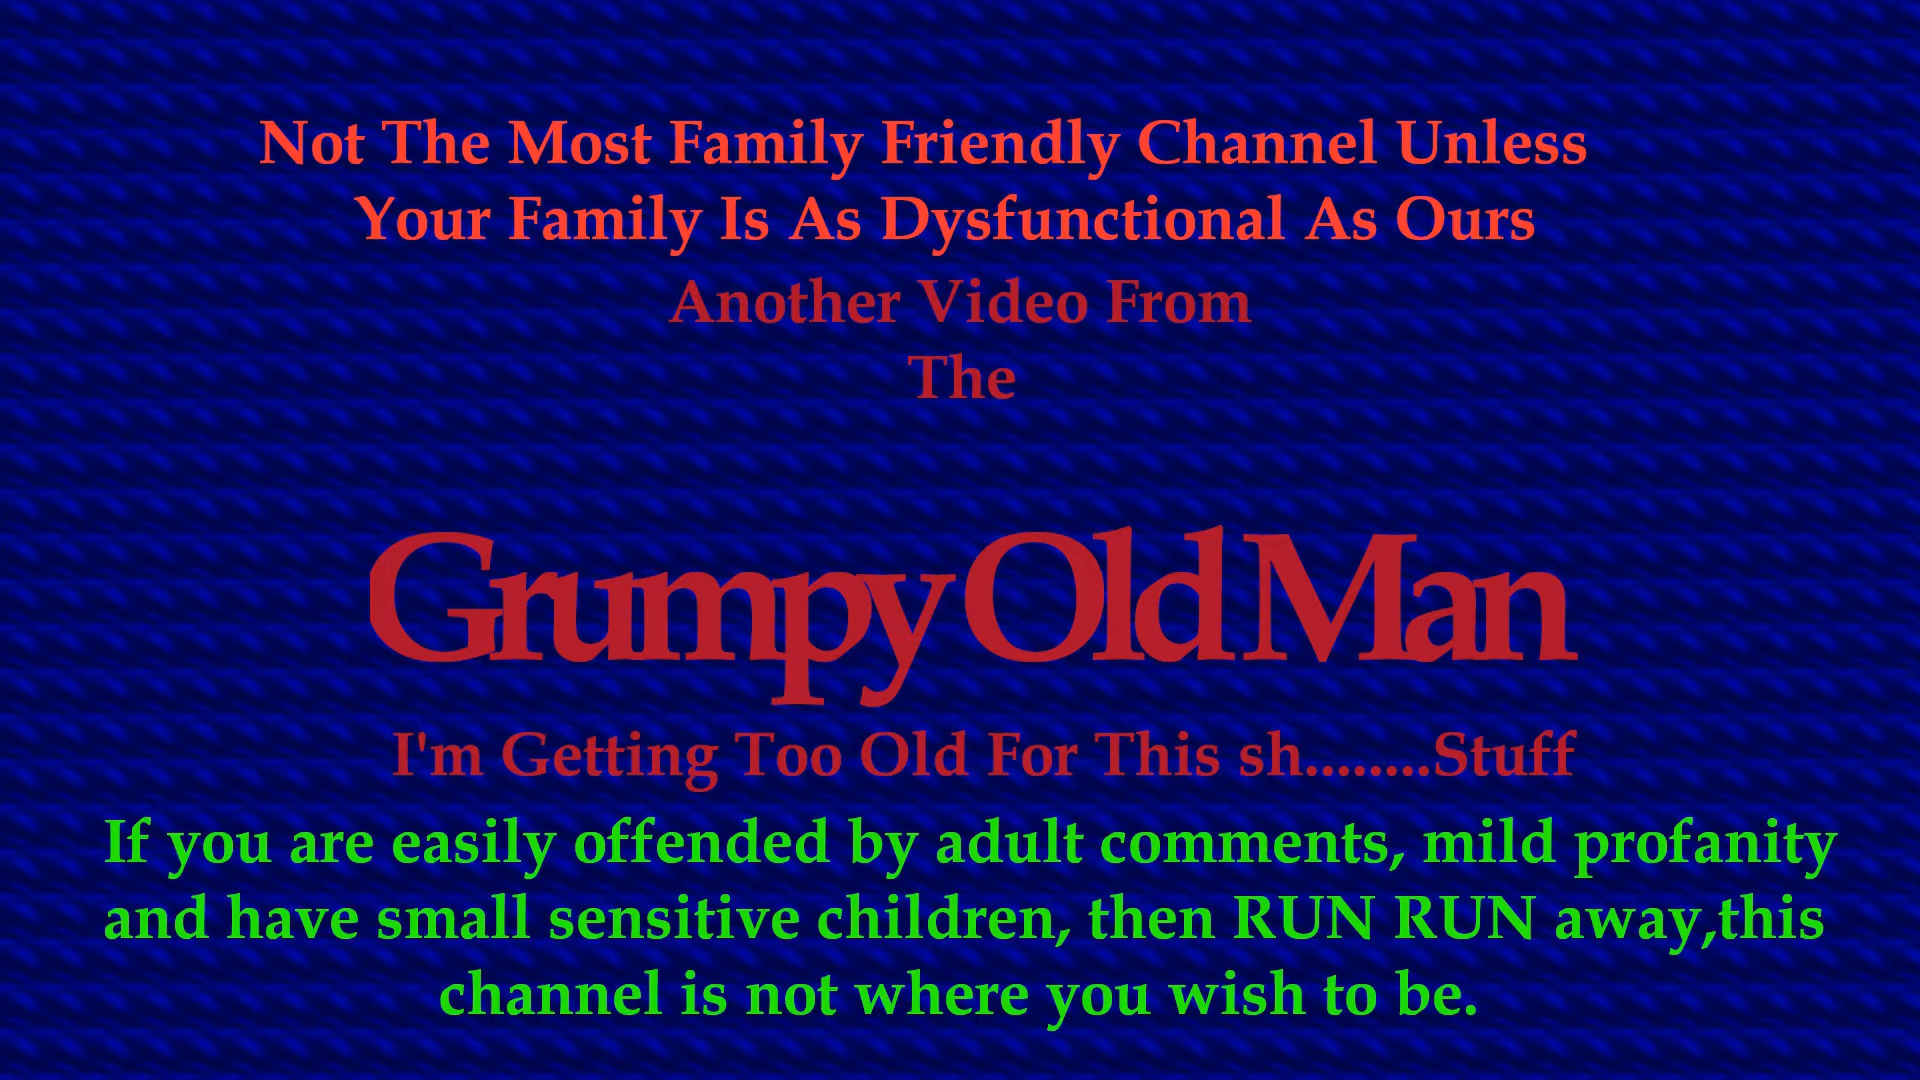 Not The Most Family Friendly Channel Unless
Your Family Is As Dysfunctional As Ours
Another Video From
The
Grumpy Old Man
I'm Getting Too Old For This sh........Stuff
If you are easily offended by adult comments, mild profanity
and have small sensitive children, then RUN RUN away,this
channel is not where you wish to be.